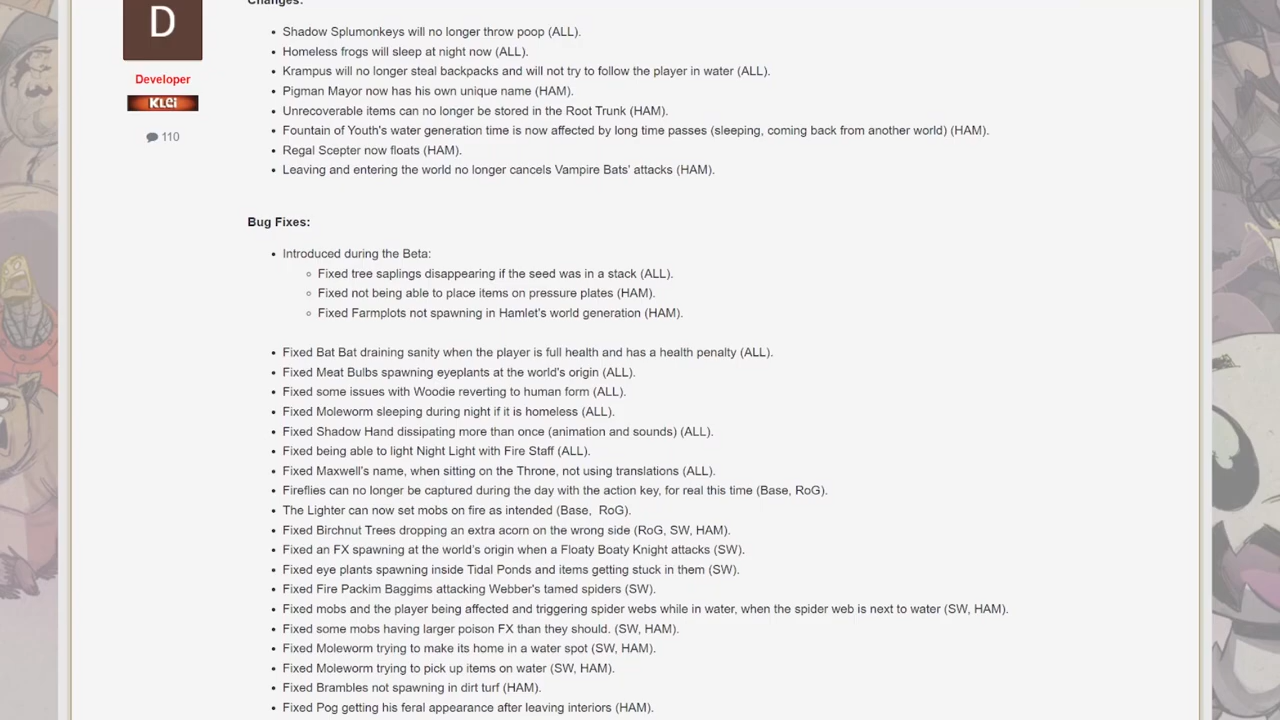 Changes:
D
Shadow Splumonkeys will no longer throw poop (ALL).
Homeless frogs will sleep at night now (ALL).
Krampus will no longer steal backpacks and will not try to follow the player in water (ALL).
Developer
Pigman Mayor now has his own unique name (HAM).
KLei
Unrecoverable items can no longer be stored in the Root Trunk (HAM).
Fountain of Youth's water generation time is now affected by long time passes (sleeping, coming back from another world) (HAM).
110
Regal Scepter now floats (HAM).
Leaving and entering the world no longer cancels Vampire Bats' attacks (HAM).
Bug Fixes:
Introduced during the Beta:
Fixed tree saplings disappearing if the seed was in a stack (ALL).
Fixed not being able to place items on pressure plates (HAM).
Fixed Farmplots not spawning in Hamlet's world generation (HAM).
Fixed Bat Bat draining sanity when the player is full health and has a health penalty (ALL).
Fixed Meat Bulbs spawning eyeplants at the world's origin (ALL).
Fixed some issues with Woodie reverting to human form (ALL).
Fixed Moleworm sleeping during night if it is homeless (ALL).
Fixed Shadow Hand dissipating more than once (animation and sounds) (ALL).
Fixed being able to light Night Light with Fire Staff (ALL).
Fixed Maxwell's name, when sitting on the Throne, not using translations (ALL).
Fireflies can no longer be captured during the day with the action key, for real this time (Base, RoG).
The Lighter can now set mobs on fire as intended (Base,  RoG).
Fixed Birchnut Trees dropping an extra acorn on the wrong side (RoG, SW, HAM).
Fixed an FX spawning at the world's origin when a Floaty Boaty Knight attacks (SW).
Fixed eye plants spawning inside Tidal Ponds and items getting stuck in them (SW).
Fixed Fire Packim Baggims attacking Webber's tamed spiders (SW).
Fixed mobs and the player being affected and triggering spider webs while in water, when the spider web is next to water (SW, HAM).
Fixed some mobs having larger poison FX than they should. (SW, HAM).
Fixed Moleworm trying to make its home in a water spot (SW, HAM).
Fixed Moleworm trying to pick up items on water (SW, HAM).
Fixed Brambles not spawning in dirt turf (HAM).
Fixed Pog getting his feral appearance after leaving interiors (HAM).